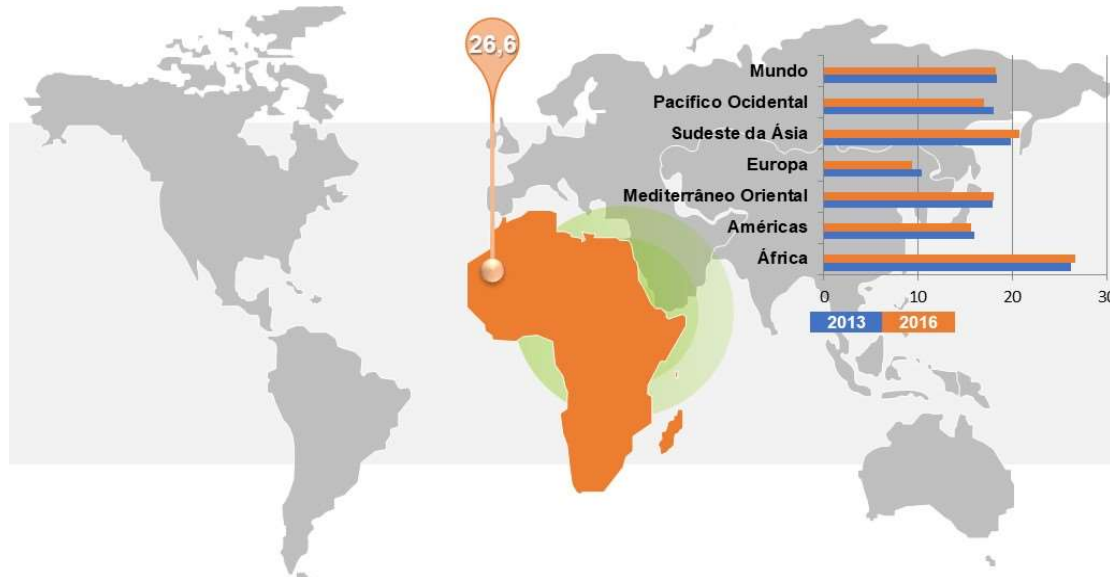 26,6
Mundo
Pacífico Ocidental
Sudeste da Ásia
Europa
Mediterrâneo Oriental
Américas
África
0 10 20 30
2013 2016